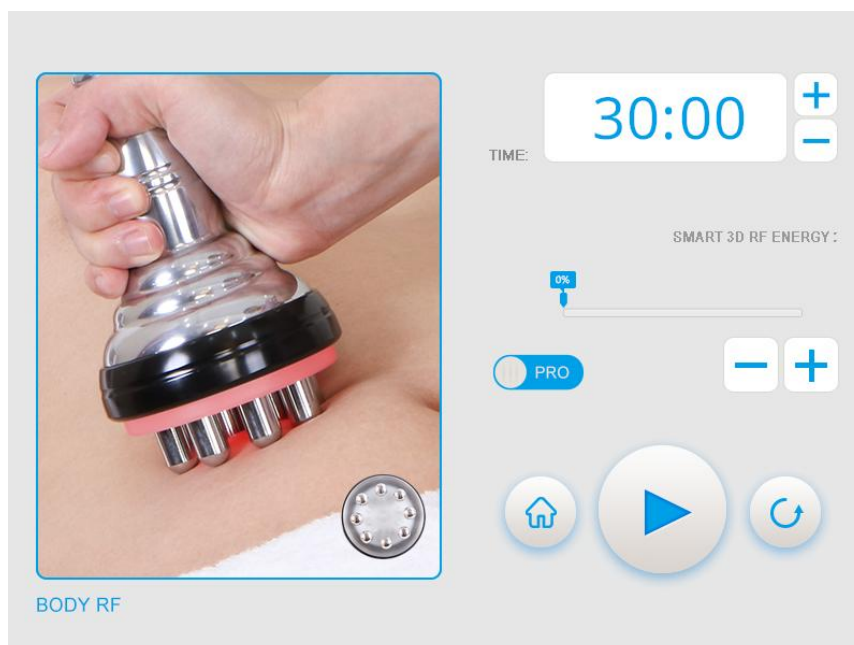 30:00
TIME:
SMART 3D RF ENERGY:
0%
PRO
BODY RF